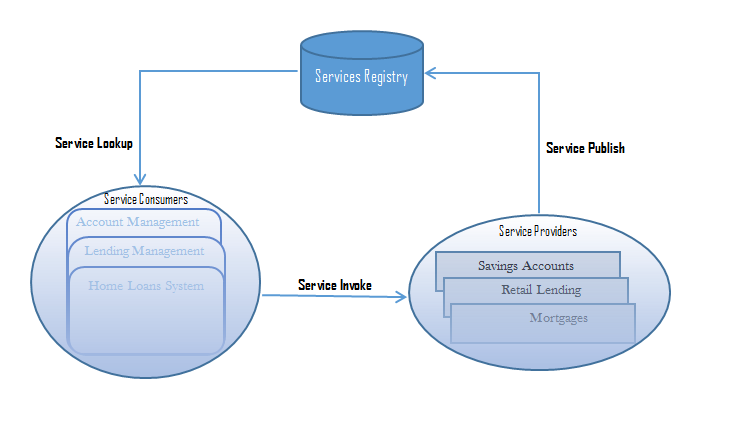 Services Registry
Service Lookup
Service Publish
Service Consumers
Account Management
Lending Management
Home Loans System
Service Invoke
Service Providers
Savings Accounts
Retail Lending
Mortgages